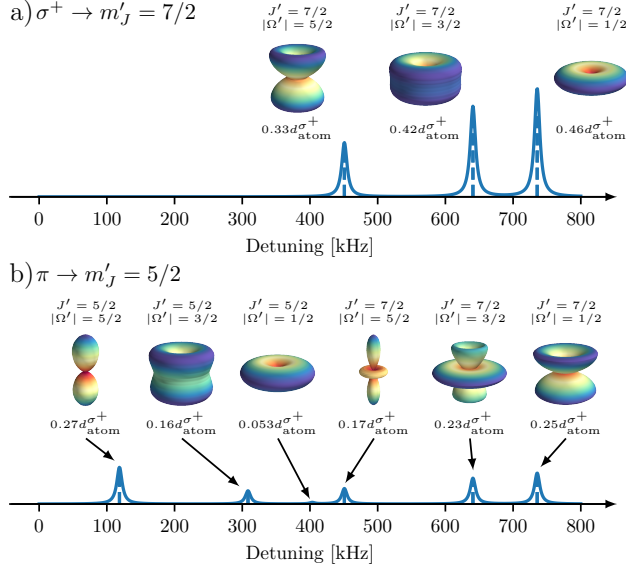 a) σ⁺ → m′_J = 7/2
J′ = 7/2 J′ = 7/2 J′ = 7/2
|Ω′| = 5/2 |Ω′| = 3/2 |Ω′| = 1/2
0.33d^{σ+}_{atom} 0.42d^{σ+}_{atom} 0.46d^{σ+}_{atom}
0 100 200 300 400 500 600 700 800
Detuning [kHz]
b) π → m′_J = 5/2
J′ = 5/2 J′ = 5/2 J′ = 5/2 J′ = 7/2 J′ = 7/2 J′ = 7/2
|Ω′| = 5/2 |Ω′| = 3/2 |Ω′| = 1/2 |Ω′| = 5/2 |Ω′| = 3/2 |Ω′| = 1/2
0.27d^{σ+}_{atom} 0.16d^{σ+}_{atom} 0.053d^{σ+}_{atom} 0.17d^{σ+}_{atom} 0.23d^{σ+}_{atom} 0.25d^{σ+}_{atom}
0 100 200 300 400 500 600 700 800
Detuning [kHz]